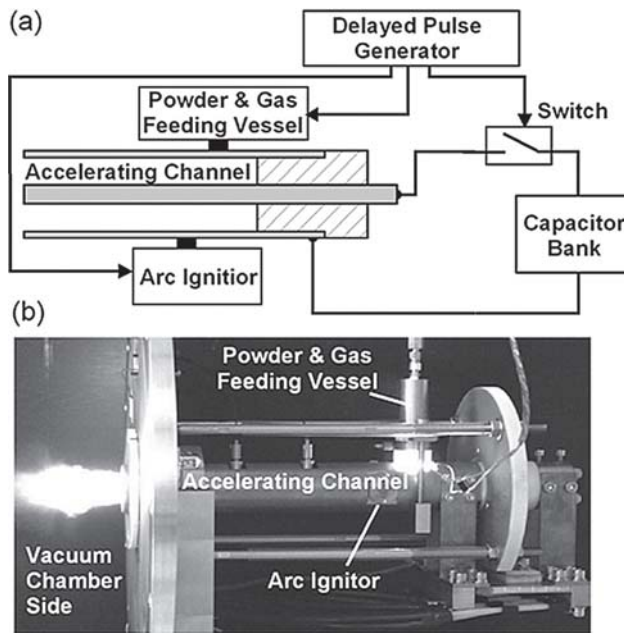 (a)
Delayed Pulse
Generator
Powder & Gas
Feeding Vessel
Switch
Accelerating Channel
Capacitor
Bank
Arc Ignitior
(b)
Powder & Gas
Feeding Vessel
Accelerating Channel
Vacuum
Chamber
Side
Arc Ignitor